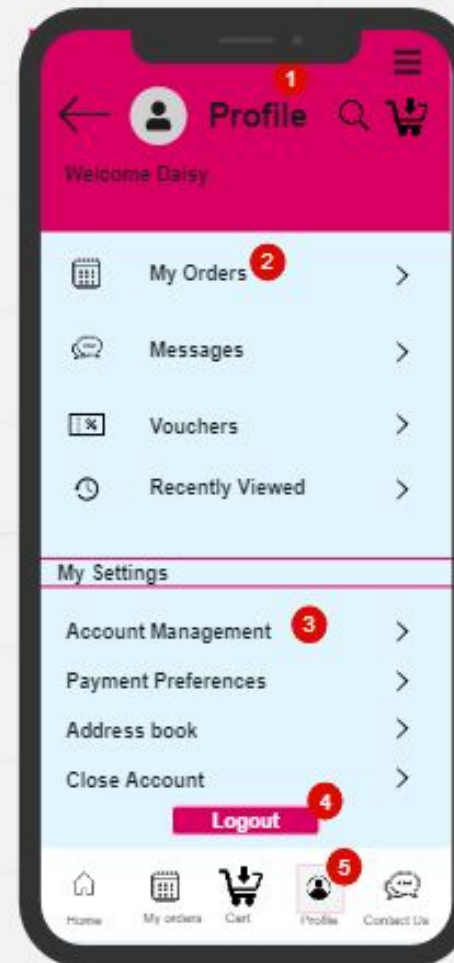 1
Profile
Welcome Daisy
My Orders 2
Messages
Vouchers
%
Recently Viewed
My Settings
Account Management 3
Payment Preferences
Address book
Close Account
4
Logout
5
Home My orders Cart Profile Contact Us